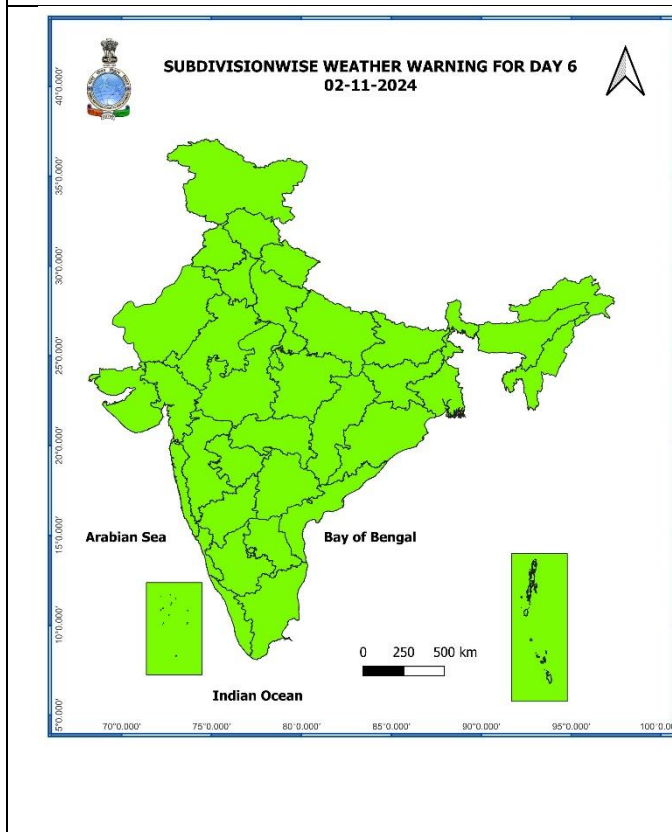 SUBDIVISIONWISE WEATHER WARNING FOR DAY 6
02-11-2024
40°0.000'
35°0.000'
30°0.000'
25°0.000'
20°0.000'
15°0.000'
10°0.000'
5°0.000'
Arabian Sea
Bay of Bengal
0 250 500 km
Indian Ocean
70°0.000' 75°0.000' 80°0.000' 85°0.000' 90°0.000' 95°0.000'